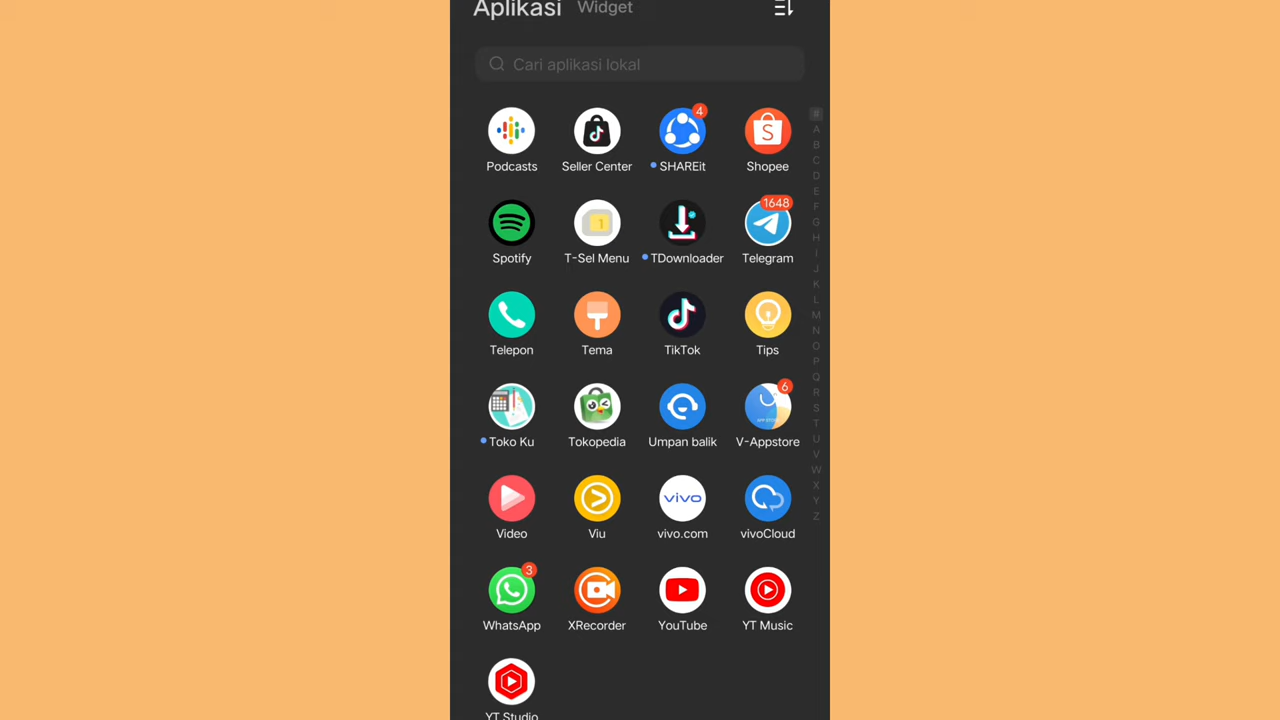 Aplikasi Widget
Cari aplikasi lokal
4
Podcasts Seller Center SHAREit Shopee
1648
1
Spotify T-Sel Menu TDownloader Telegram
Telepon Tema TikTok Tips
6
Toko Ku Tokopedia Umpan balik V-Appstore
vivo
Video Viu vivo.com vivoCloud
3
WhatsApp XRecorder YouTube YT Music
YT Studio
#
A
B
C
D
E
F
G
H
I
J
K
L
M
N
O
P
Q
R
S
T
U
V
W
X
Y
Z